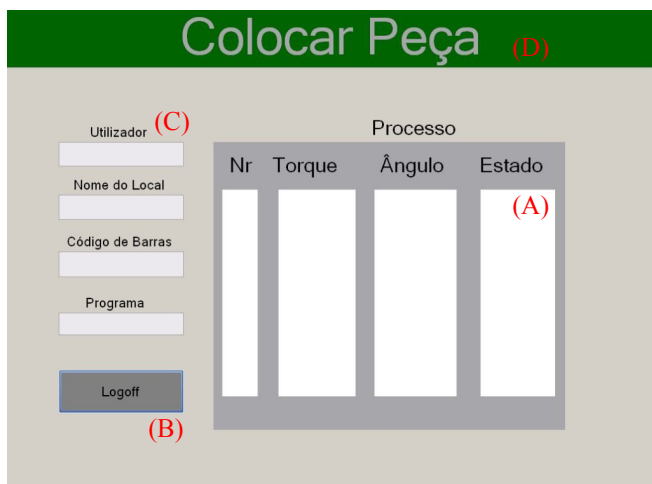 Colocar Peça (D)
Utilizador (C)
Nome do Local
Código de Barras
Programa
Logoff
(B)
Processo
Nr Torque Ângulo Estado
(A)